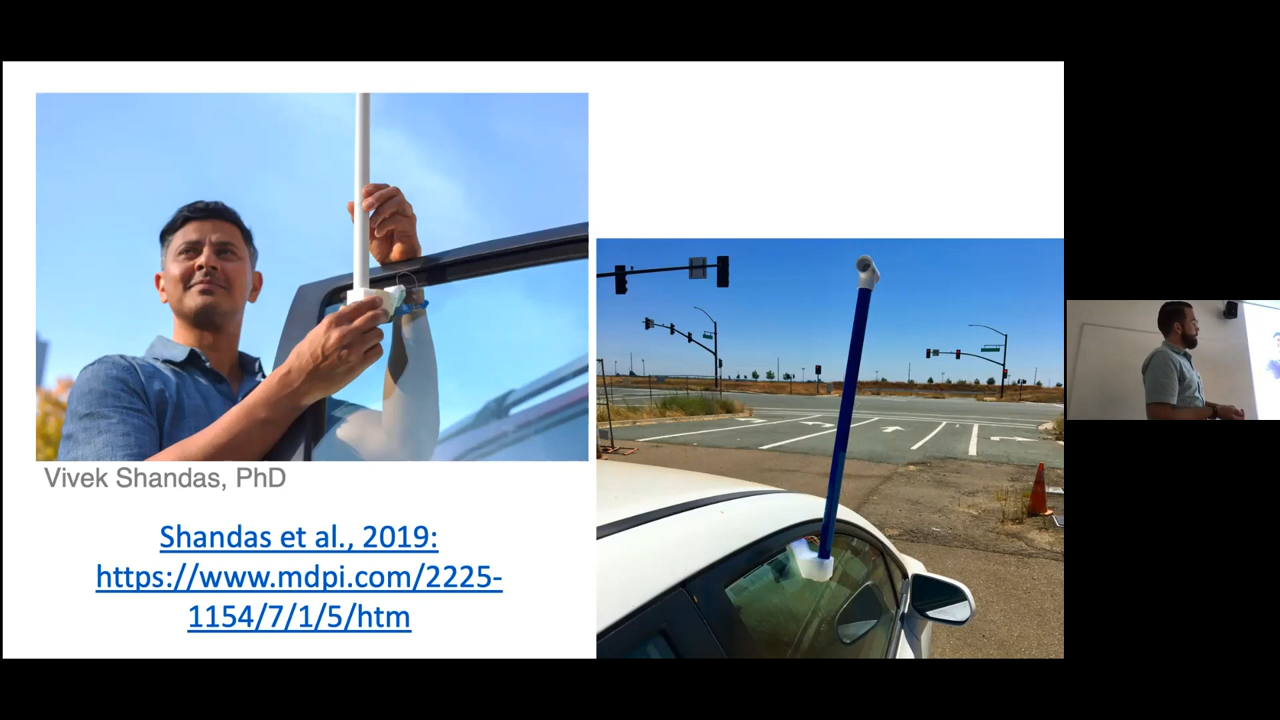 Vivek Shandas, PhD
Shandas et al., 2019:
https://www.mdpi.com/2225-
1154/7/1/5/htm